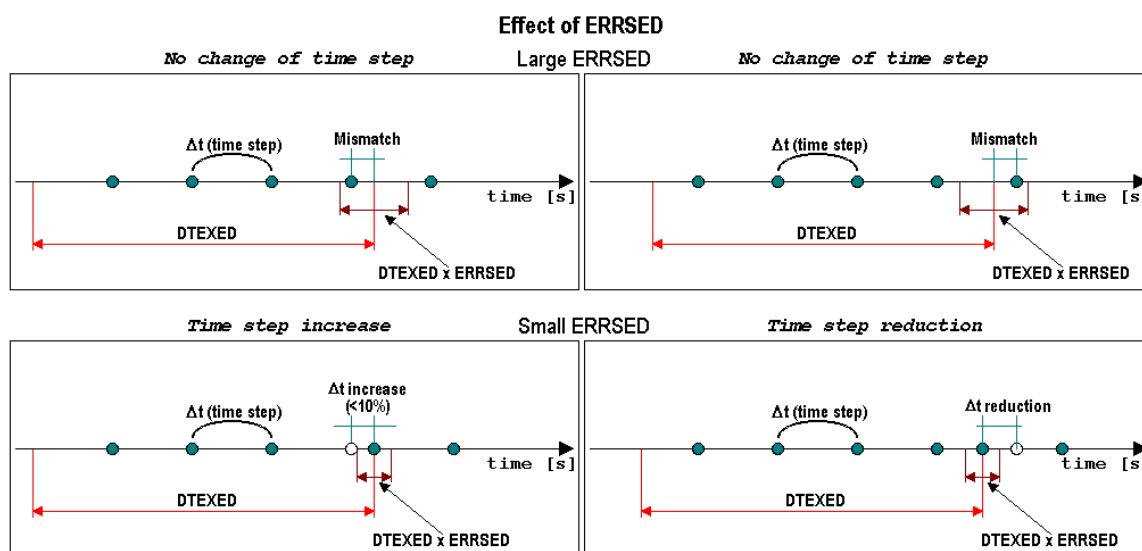 Effect of ERRSED
No change of time step
Large ERRSED
No change of time step
Δt (time step)
Mismatch
time [s]
DTEXED
DTEXED x ERRSED
Δt (time step)
Mismatch
time [s]
DTEXED
DTEXED x ERRSED
Time step increase
Small ERRSED
Time step reduction
Δt (time step)
Δt increase
(<10%)
time [s]
DTEXED
DTEXED x ERRSED
Δt (time step)
Δt reduction
time [s]
DTEXED
DTEXED x ERRSED